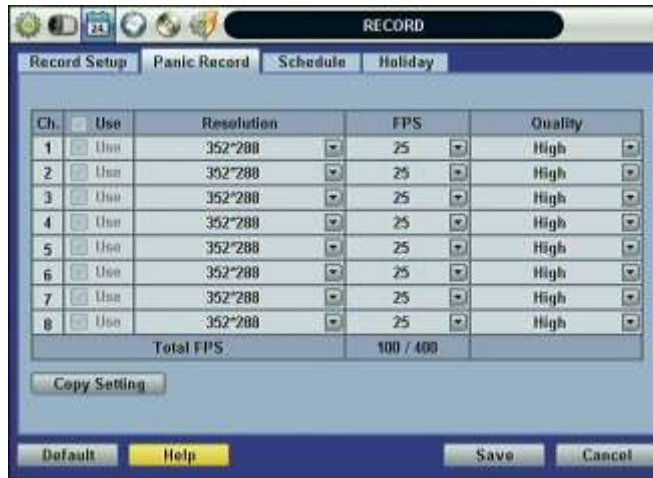 24
RECORD
Record Setup Panic Record Schedule Holiday
Ch. Use Resolution FPS Quality
1 Use 352*288 25 High
2 Use 352*288 25 High
3 Use 352*288 25 High
4 Use 352*288 25 High
5 Use 352*288 25 High
6 Use 352*288 25 High
7 Use 352*288 25 High
8 Use 352*288 25 High
Total FPS 100 / 400
Copy Setting
Default Help Save Cancel